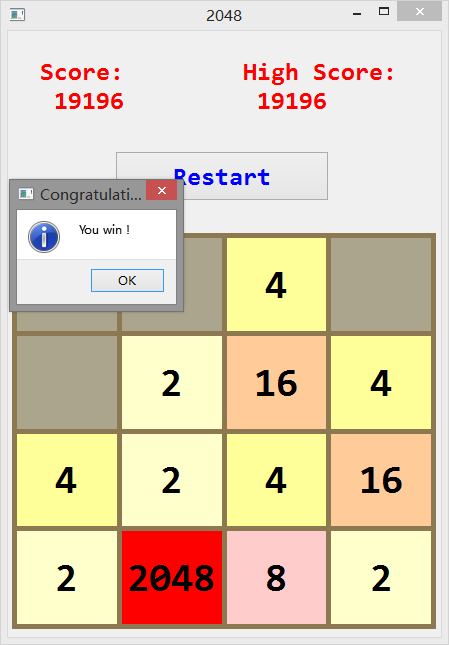 2048
Score:
19196
High Score:
19196
Restart
Congratulati...
You win !
OK
4
2 16 4
4 2 4 16
2 2048 8 2